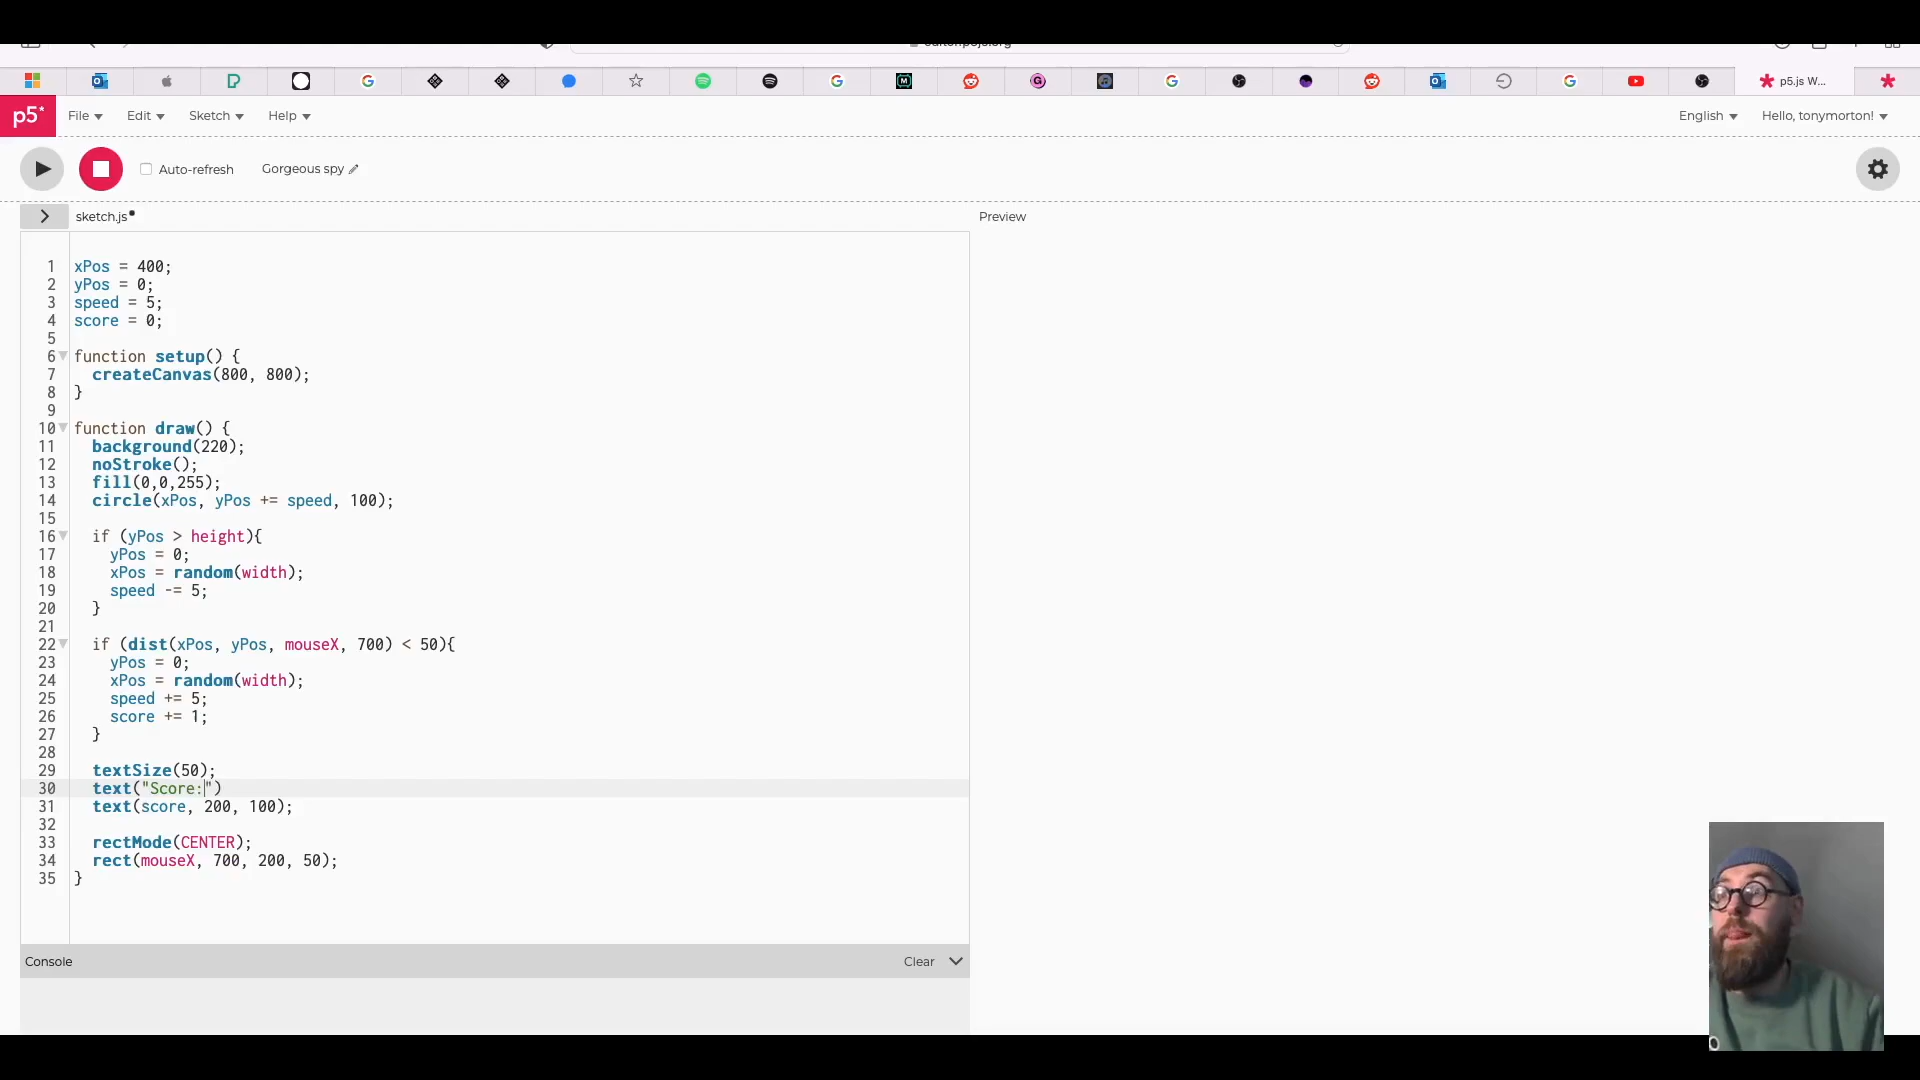 p5.js W...
p5* File Edit Sketch Help English Hello, tonymorton!
Auto-refresh Gorgeous spy
> sketch.js Preview
1 xPos = 400;
2 yPos = 0;
3 speed = 5;
4 score = 0;
5
6 function setup() {
7 createCanvas(800, 800);
8 }
9
10 function draw() {
11 background(220);
12 noStroke();
13 fill(0,0,255);
14 circle(xPos, yPos += speed, 100);
15
16 if (yPos > height){
17 yPos = 0;
18 xPos = random(width);
19 speed -= 5;
20 }
21
22 if (dist(xPos, yPos, mouseX, 700) < 50){
23 yPos = 0;
24 xPos = random(width);
25 speed += 5;
26 score += 1;
27 }
28
29 textSize(50);
30 text("Score:")
31 text(score, 200, 100);
32
33 rectMode(CENTER);
34 rect(mouseX, 700, 200, 50);
35 }
Console Clear